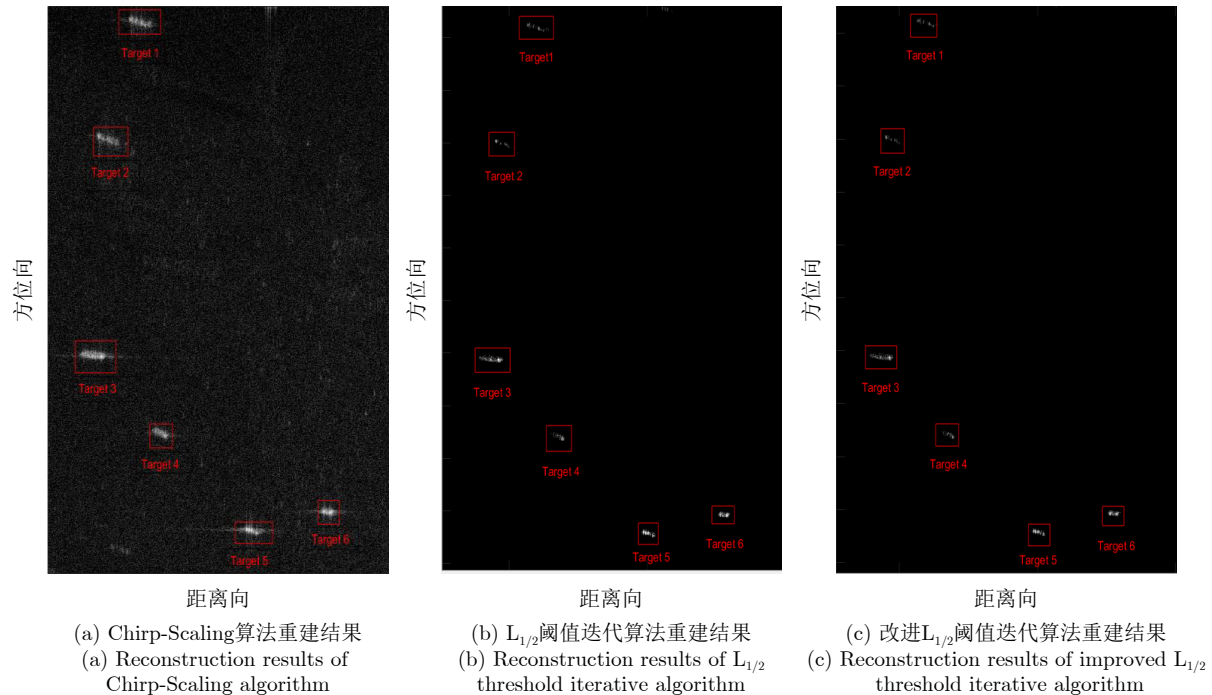 Target 1
Target 2
Target 3
Target 4
Target 5
Target 6
方位向
距离向
(a) Chirp-Scaling算法重建结果
(a) Reconstruction results of
Chirp-Scaling algorithm
Target1
Target 2
Target 3
Target 4
Target 5
Target 6
方位向
距离向
(b) L1/2阈值迭代算法重建结果
(b) Reconstruction results of L1/2
threshold iterative algorithm
Target 1
Target 2
Target 3
Target 4
Target 5
Target 6
方位向
距离向
(c) 改进L1/2阈值迭代算法重建结果
(c) Reconstruction results of improved L1/2
threshold iterative algorithm